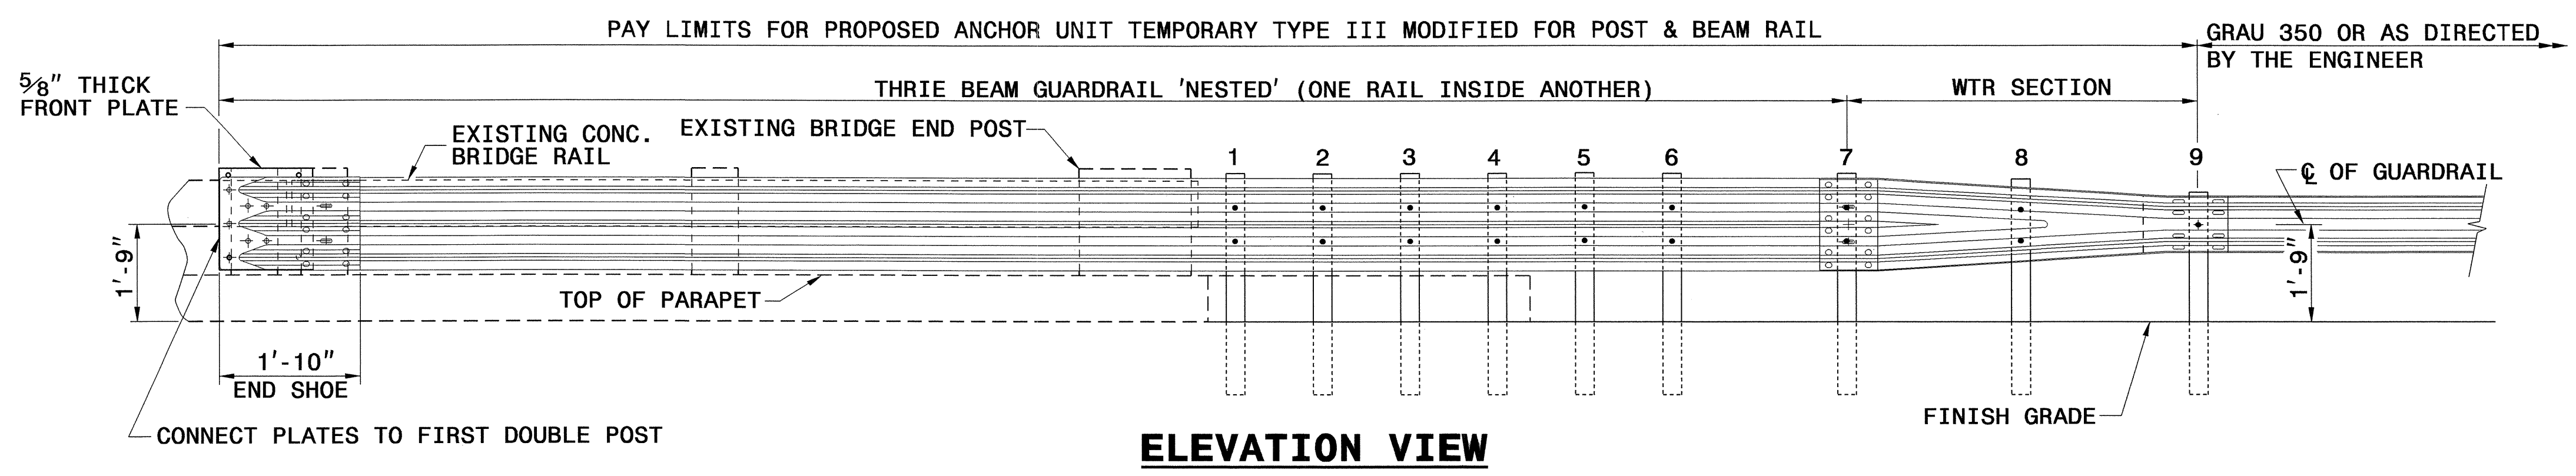 PAY LIMITS FOR PROPOSED ANCHOR UNIT TEMPORARY TYPE III MODIFIED FOR POST & BEAM RAIL
GRAU 350 OR AS DIRECTED
BY THE ENGINEER
5/8" THICK
FRONT PLATE
THRIE BEAM GUARDRAIL 'NESTED' (ONE RAIL INSIDE ANOTHER)
WTR SECTION
EXISTING CONC.
BRIDGE RAIL
EXISTING BRIDGE END POST
1 2 3 4 5 6 7 8 9
℄ OF GUARDRAIL
1'-9"
1'-9"
TOP OF PARAPET
1'-10"
END SHOE
FINISH GRADE
CONNECT PLATES TO FIRST DOUBLE POST
ELEVATION VIEW